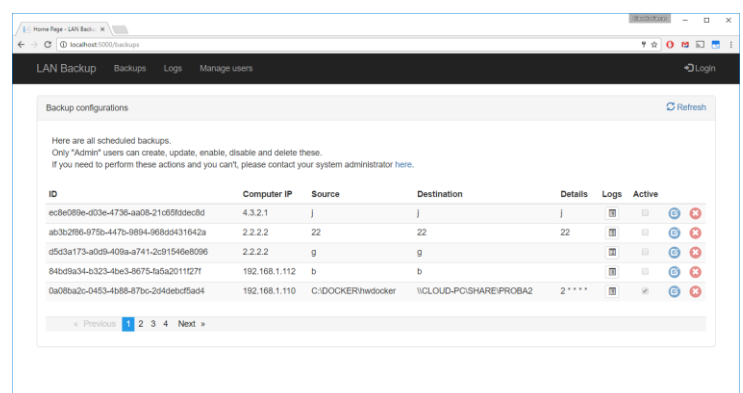 Home Page - LAN Back
localhost:5000/backups
LAN Backup Backups Logs Manage users Login
Backup configurations Refresh
Here are all scheduled backups.
Only "Admin" users can create, update, enable, disable and delete these.
If you need to perform these actions and you can't, please contact your system administrator here.
ID Computer IP Source Destination Details Logs Active
ec8e089e-d03e-4736-aa08-21c65fddec8d 4.3.2.1 j j j
ab3b2f86-975b-447b-9894-968dd431642a 2.2.2.2 22 22 22
d5d3a173-a0d9-409a-a741-2c91546e8096 2.2.2.2 g g
84bd9a34-b323-4be3-8675-fa5a2011f27f 192.168.1.112 b b
0a08ba2c-0453-4b88-87bc-2d4debcf5ad4 192.168.1.110 C:\DOCKER\hwdocker \\CLOUD-PC\SHARE\PROBA2 2 * * * *
« Previous 1 2 3 4 Next »